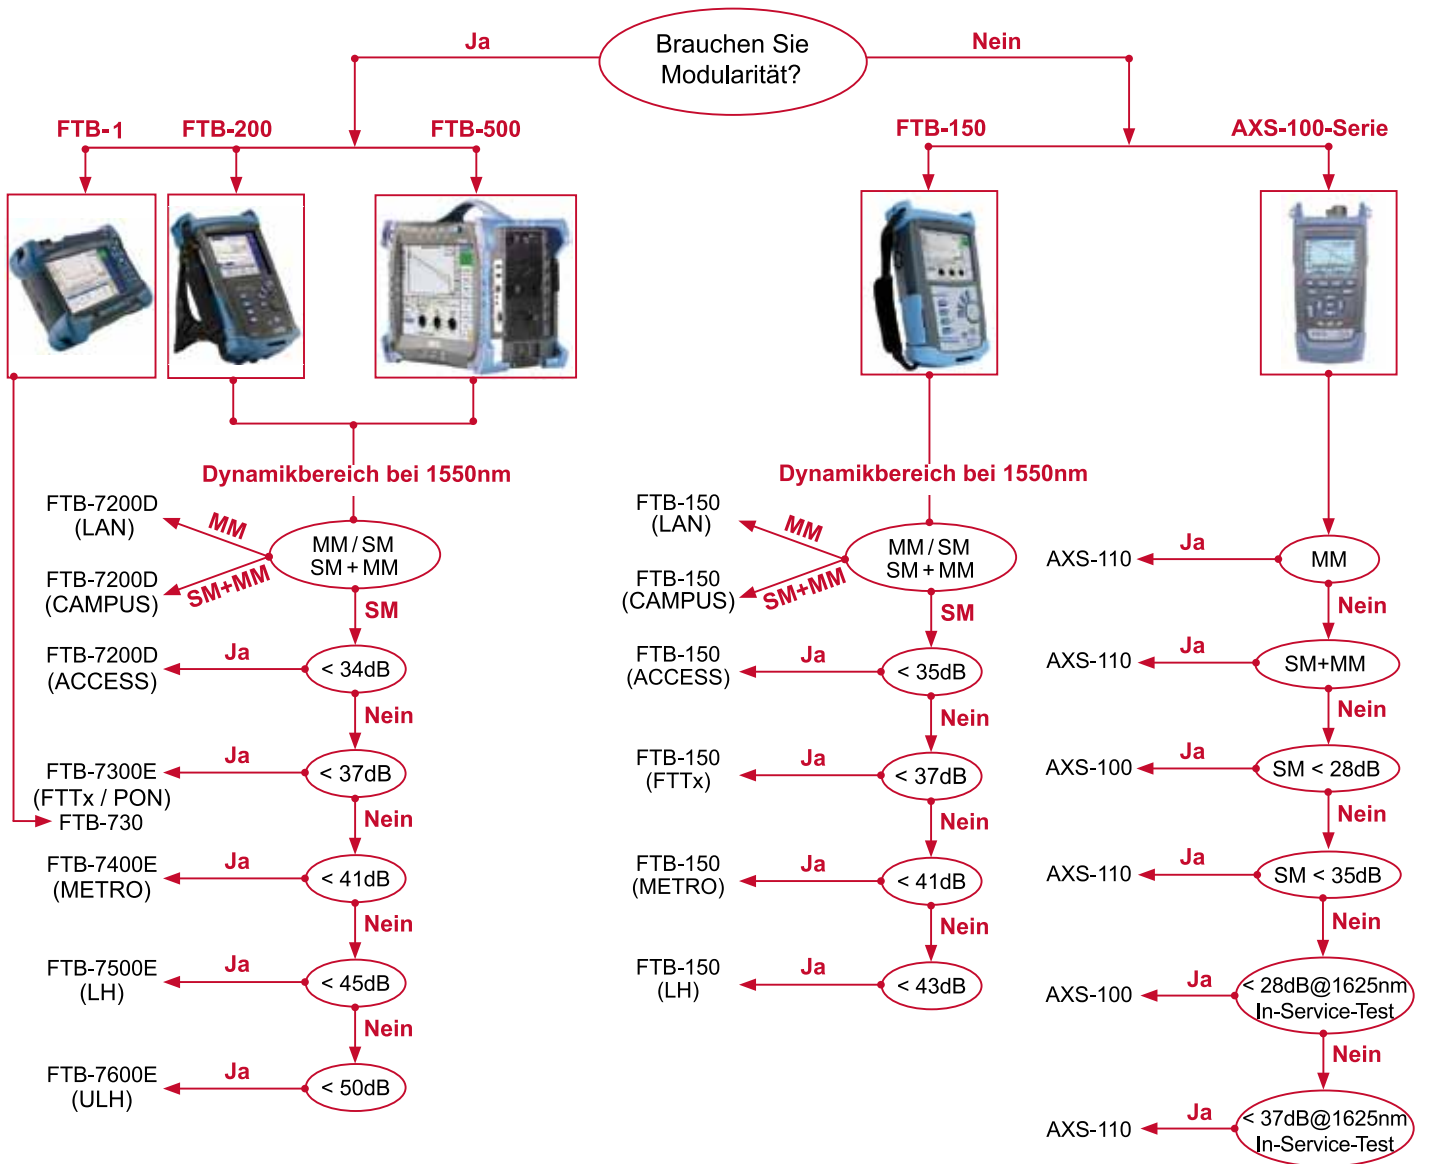 Brauchen Sie
Modularität?
Ja
Nein
FTB-1
FTB-200
FTB-500
FTB-150
AXS-100-Serie
Dynamikbereich bei 1550nm
FTB-7200D
(LAN)
MM
MM / SM
SM + MM
FTB-7200D
(CAMPUS)
SM+MM
SM
FTB-7200D
(ACCESS)
Ja
< 34dB
Nein
FTB-7300E
(FTTx / PON)
FTB-730
Ja
< 37dB
Nein
FTB-7400E
(METRO)
Ja
< 41dB
Nein
FTB-7500E
(LH)
Ja
< 45dB
Nein
FTB-7600E
(ULH)
Ja
< 50dB
Dynamikbereich bei 1550nm
FTB-150
(LAN)
MM
MM / SM
SM + MM
FTB-150
(CAMPUS)
SM+MM
SM
FTB-150
(ACCESS)
Ja
< 35dB
Nein
FTB-150
(FTTx)
Ja
< 37dB
Nein
FTB-150
(METRO)
Ja
< 41dB
Nein
FTB-150
(LH)
Ja
< 43dB
AXS-110
Ja
MM
Nein
AXS-110
Ja
SM+MM
Nein
AXS-100
Ja
SM < 28dB
Nein
AXS-110
Ja
SM < 35dB
Nein
AXS-100
Ja
< 28dB@1625nm
In-Service-Test
Nein
AXS-110
Ja
< 37dB@1625nm
In-Service-Test